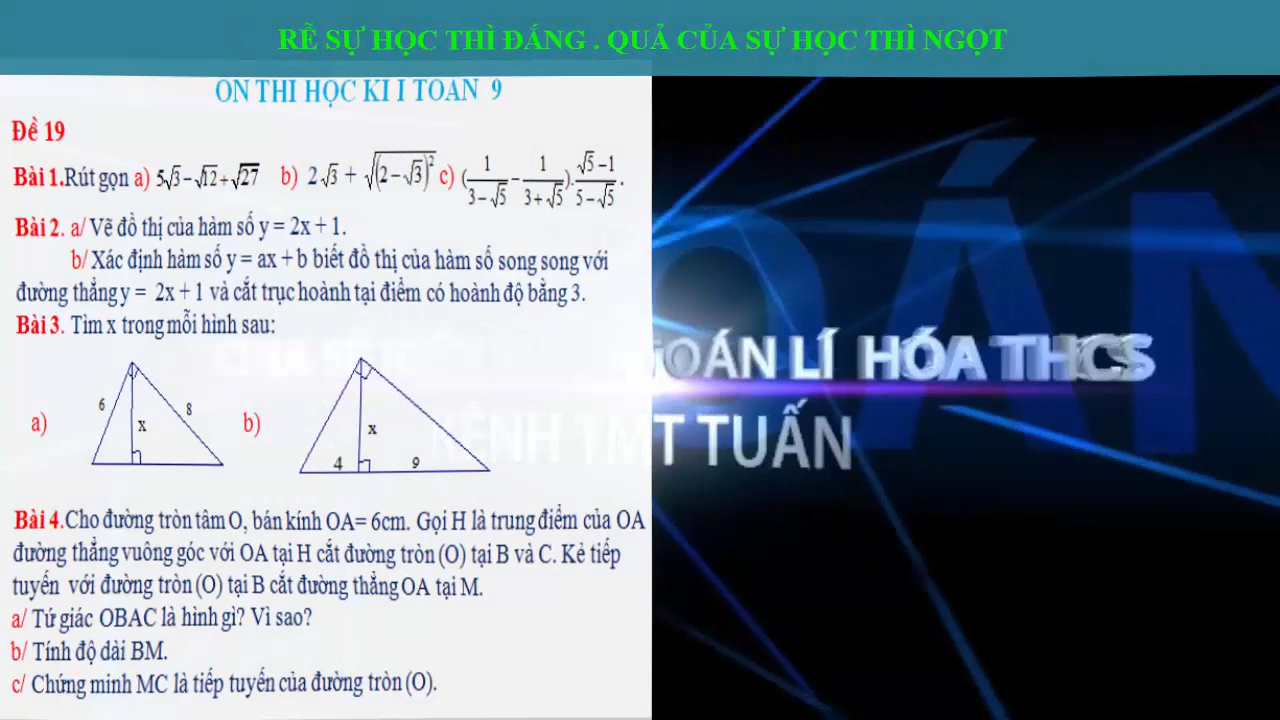 RỄ SỰ HỌC THÌ ĐẮNG . QUẢ CỦA SỰ HỌC THÌ NGỌT
ON THI HỌC KI I TOAN 9
Đề 19
Bài 1.Rút gọn a) 5√3−√12+√27 b) 2√3 + √(2−√3)² c) (1/(3−√5) − 1/(3+√5)).(√5−1)/(5−√5) .
Bài 2. a/ Vẽ đồ thị của hàm số y = 2x + 1.
b/ Xác định hàm số y = ax + b biết đồ thị của hàm số song song với
đường thẳng y = 2x + 1 và cắt trục hoành tại điểm có hoành độ bằng 3.
Bài 3. Tìm x trong mỗi hình sau:
a) 6 8 x b) x 4 9
OÁN LÍ HÓA THCS
KÊNH TMT TUẤN
Bài 4.Cho đường tròn tâm O, bán kính OA= 6cm. Gọi H là trung điểm của OA
đường thẳng vuông góc với OA tại H cắt đường tròn (O) tại B và C. Kẻ tiếp
tuyến với đường tròn (O) tại B cắt đường thẳng OA tại M.
a/ Tứ giác OBAC là hình gì? Vì sao?
b/ Tính độ dài BM.
c/ Chứng minh MC là tiếp tuyến của đường tròn (O).